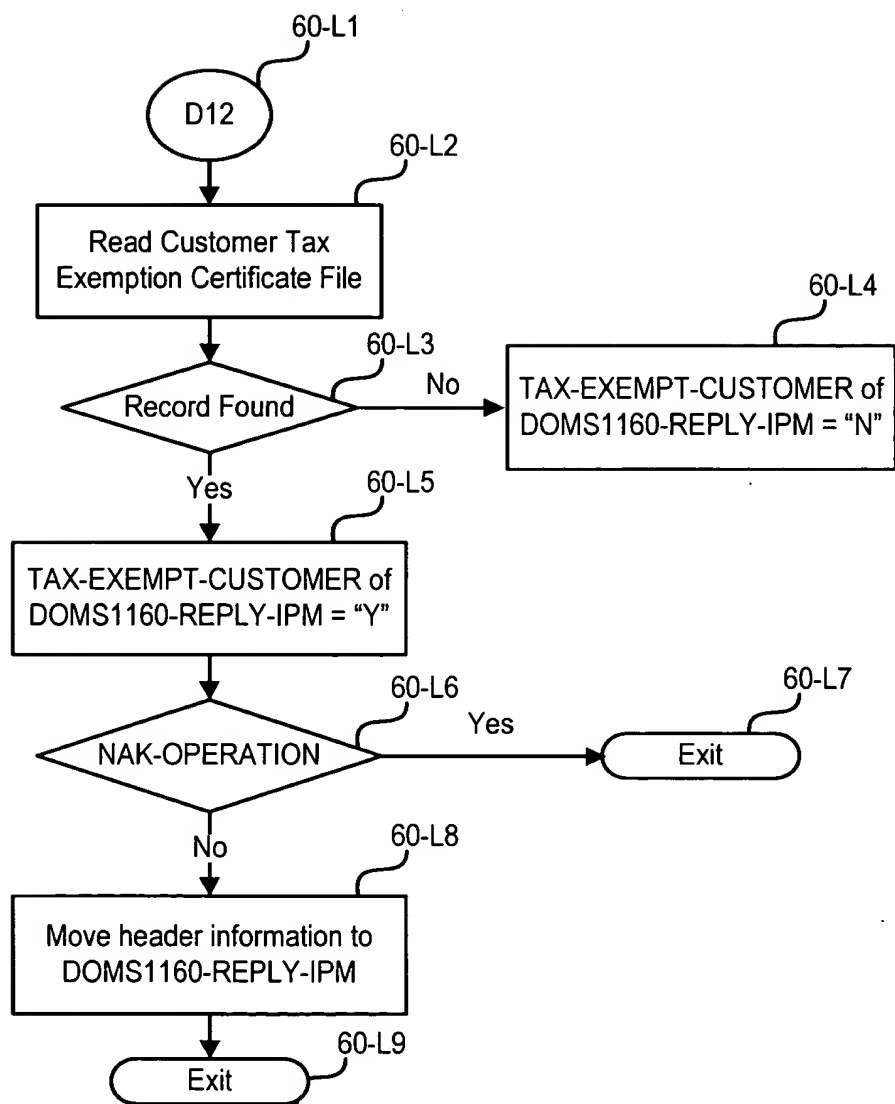 60-L1
D12
60-L2
Read Customer Tax
Exemption Certificate File
60-L3
Record Found
No
60-L4
TAX-EXEMPT-CUSTOMER of
DOMS1160-REPLY-IPM = “N”
Yes
60-L5
TAX-EXEMPT-CUSTOMER of
DOMS1160-REPLY-IPM = “Y”
60-L6
NAK-OPERATION
Yes
60-L7
Exit
No
60-L8
Move header information to
DOMS1160-REPLY-IPM
60-L9
Exit